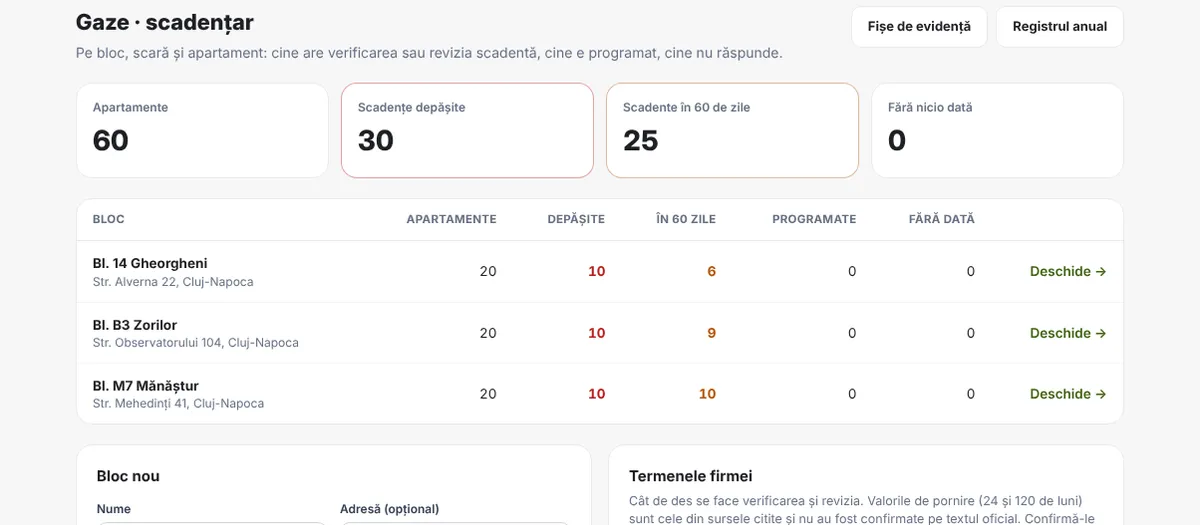 Gaze · scadențar
Fișe de evidență
Registrul anual
Pe bloc, scară și apartament: cine are verificarea sau revizia scadentă, cine e programat, cine nu răspunde.
Apartamente
60
Scadențe depășite
30
Scadente în 60 de zile
25
Fără nicio dată
0
BLOC APARTAMENTE DEPĂȘITE ÎN 60 ZILE PROGRAMATE FĂRĂ DATĂ
Bl. 14 Gheorgheni
Str. Alverna 22, Cluj-Napoca
20 10 6 0 0 Deschide →
Bl. B3 Zorilor
Str. Observatorului 104, Cluj-Napoca
20 10 9 0 0 Deschide →
Bl. M7 Mănăștur
Str. Mehedinți 41, Cluj-Napoca
20 10 10 0 0 Deschide →
Bloc nou
Nume
Adresă (opțional)
Termenele firmei
Cât de des se face verificarea și revizia. Valorile de pornire (24 și 120 de luni)
sunt cele din sursele citite și nu au fost confirmate pe textul oficial. Confirmă-le